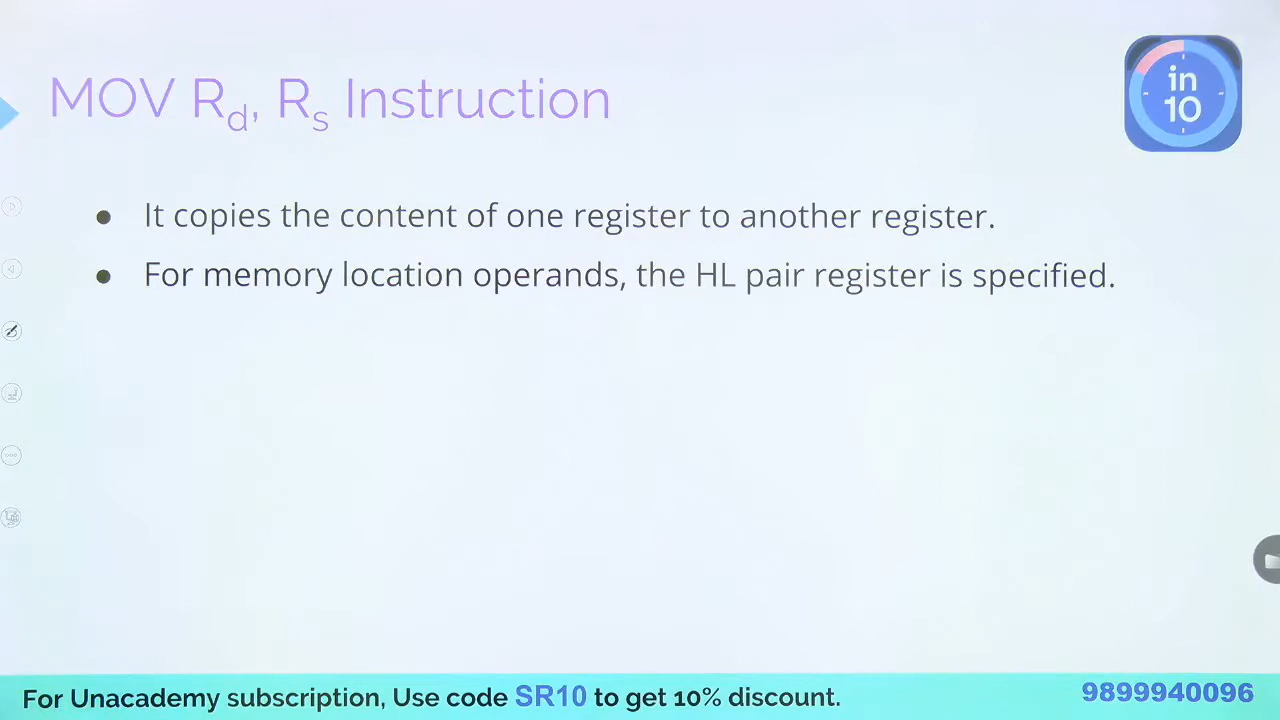 MOV Rd, Rs Instruction
in
10
● It copies the content of one register to another register.
● For memory location operands, the HL pair register is specified.
For Unacademy subscription, Use code SR10 to get 10% discount.
9899940096